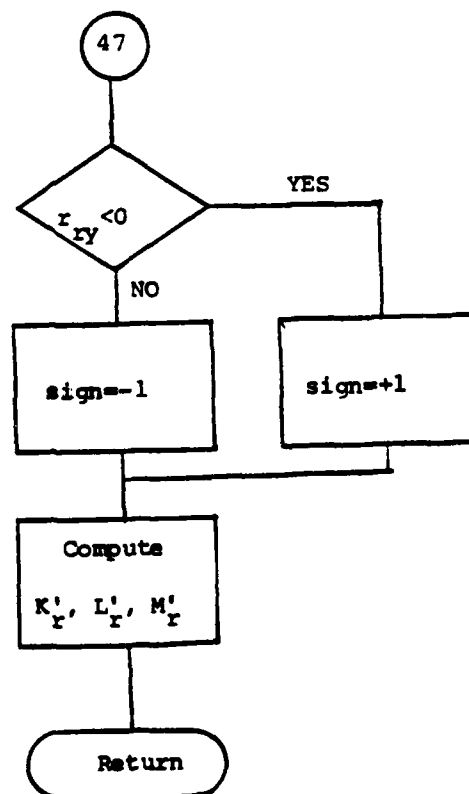 47
YES
r_ry<0
NO
sign=-1
sign=+1
Compute
K'_r, L'_r, M'_r
Return